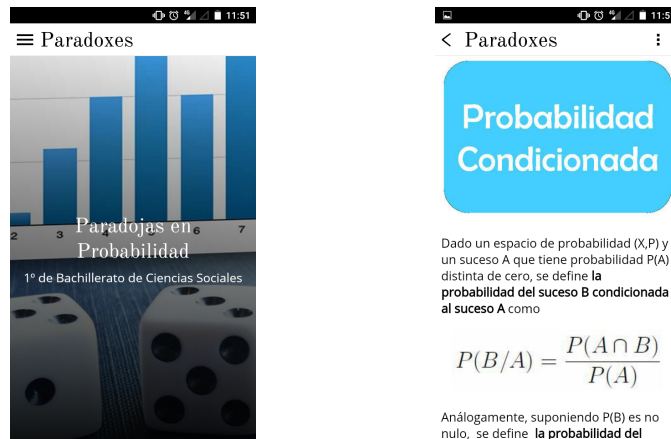 11:51
Paradoxes
2 3 4 5 6 7
Paradojas en
Probabilidad
1º de Bachillerato de Ciencias Sociales
11:5
Paradoxes
Probabilidad
Condicionada
Dado un espacio de probabilidad (X,P) y
un suceso A que tiene probabilidad P(A)
distinta de cero, se define la
probabilidad del suceso B condicionada
al suceso A como
P(B/A) = P(A∩B)
P(A)
Análogamente, suponiendo P(B) es no
nulo, se define la probabilidad del